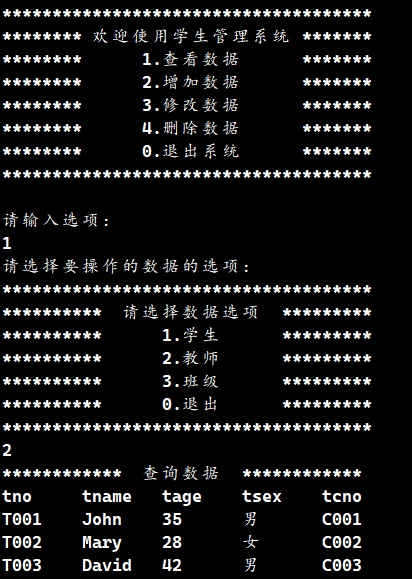 *************************************
******** 欢迎使用学生管理系统 *******
********      1.查看数据      *******
********      2.增加数据      *******
********      3.修改数据      *******
********      4.删除数据      *******
********      0.退出系统      *******
*************************************
请输入选项：
1
请选择要操作的数据的选项：
*************************************
**********  请选择数据选项  *********
**********      1.学生      *********
**********      2.教师      *********
**********      3.班级      *********
**********      0.退出      *********
*************************************
2
************  查询数据  ************
tno     tname   tage    tsex    tcno
T001    John    35      男      C001
T002    Mary    28      女      C002
T003    David   42      男      C003